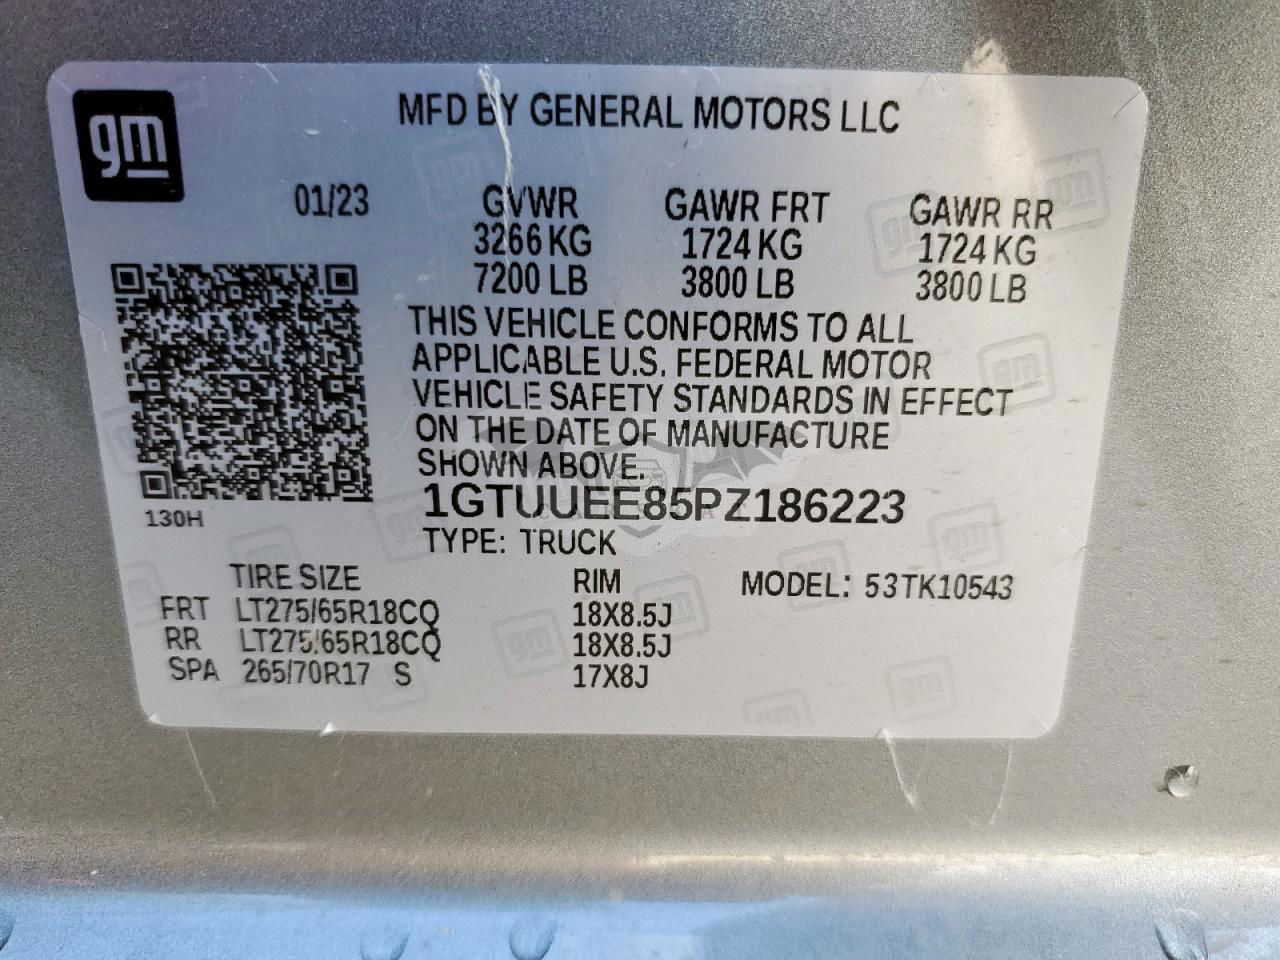 gm
MFD BY GENERAL MOTORS LLC
01/23 GVWR GAWR FRT GAWR RR
3266 KG 1724 KG 1724 KG
7200 LB 3800 LB 3800 LB
THIS VEHICLE CONFORMS TO ALL
APPLICABLE U.S. FEDERAL MOTOR
VEHICLE SAFETY STANDARDS IN EFFECT
ON THE DATE OF MANUFACTURE
SHOWN ABOVE.
1GTUUEE85PZ186223
130H
TYPE: TRUCK
TIRE SIZE RIM MODEL: 53TK10543
FRT LT275/65R18CQ 18X8.5J
RR LT275/65R18CQ 18X8.5J
SPA 265/70R17 S 17X8J